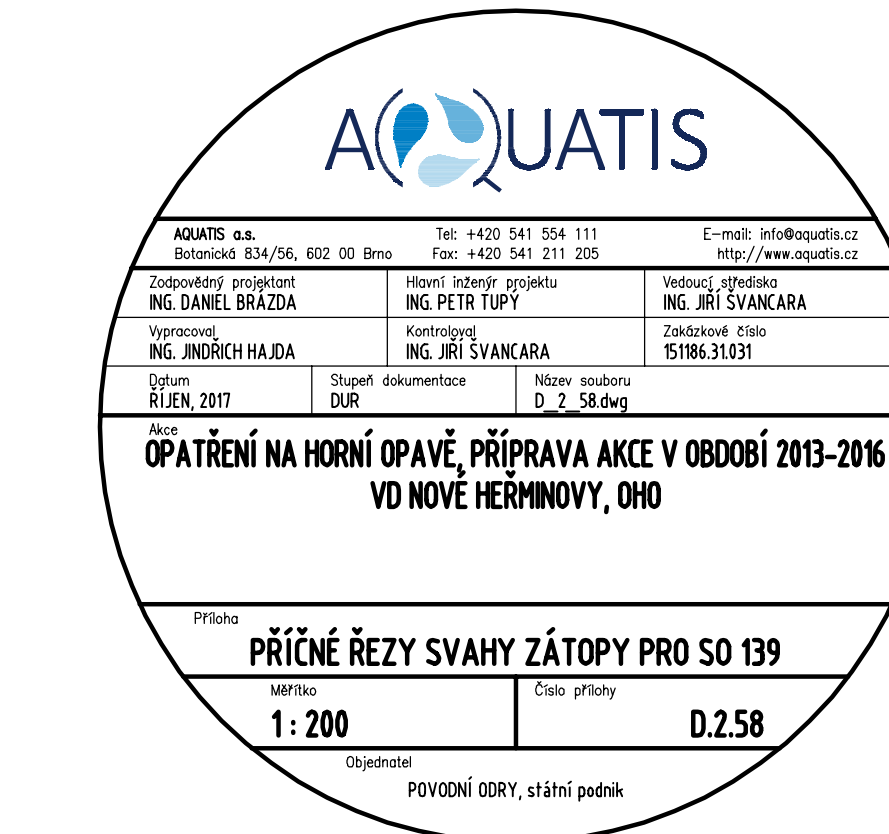 AQUATIS
AQUATIS a.s. Tel: +420 541 554 111 E-mail: info@aquatis.cz
Botanická 834/56, 602 00 Brno Fax: +420 541 211 205 http://www.aquatis.cz
Zodpovědný projektant Hlavní inženýr projektu Vedoucí střediska
ING. DANIEL BRÁZDA ING. PETR TUPÝ ING. JIŘÍ ŠVANCARA
Vypracoval Kontroloval Zakázkové číslo
ING. JINDŘICH HAJDA ING. JIŘÍ ŠVANCARA 151186.31.031
Datum Stupeň dokumentace Název souboru
ŘÍJEN, 2017 DUR D_2_58.dwg
Akce
OPATŘENÍ NA HORNÍ OPAVĚ, PŘÍPRAVA AKCE V OBDOBÍ 2013-2016
VD NOVÉ HEŘMINOVY, OHO
Příloha
PŘÍČNÉ ŘEZY SVAHY ZÁTOPY PRO SO 139
Měřítko Číslo přílohy
1 : 200 D.2.58
Objednatel
POVODNÍ ODRY, státní podnik